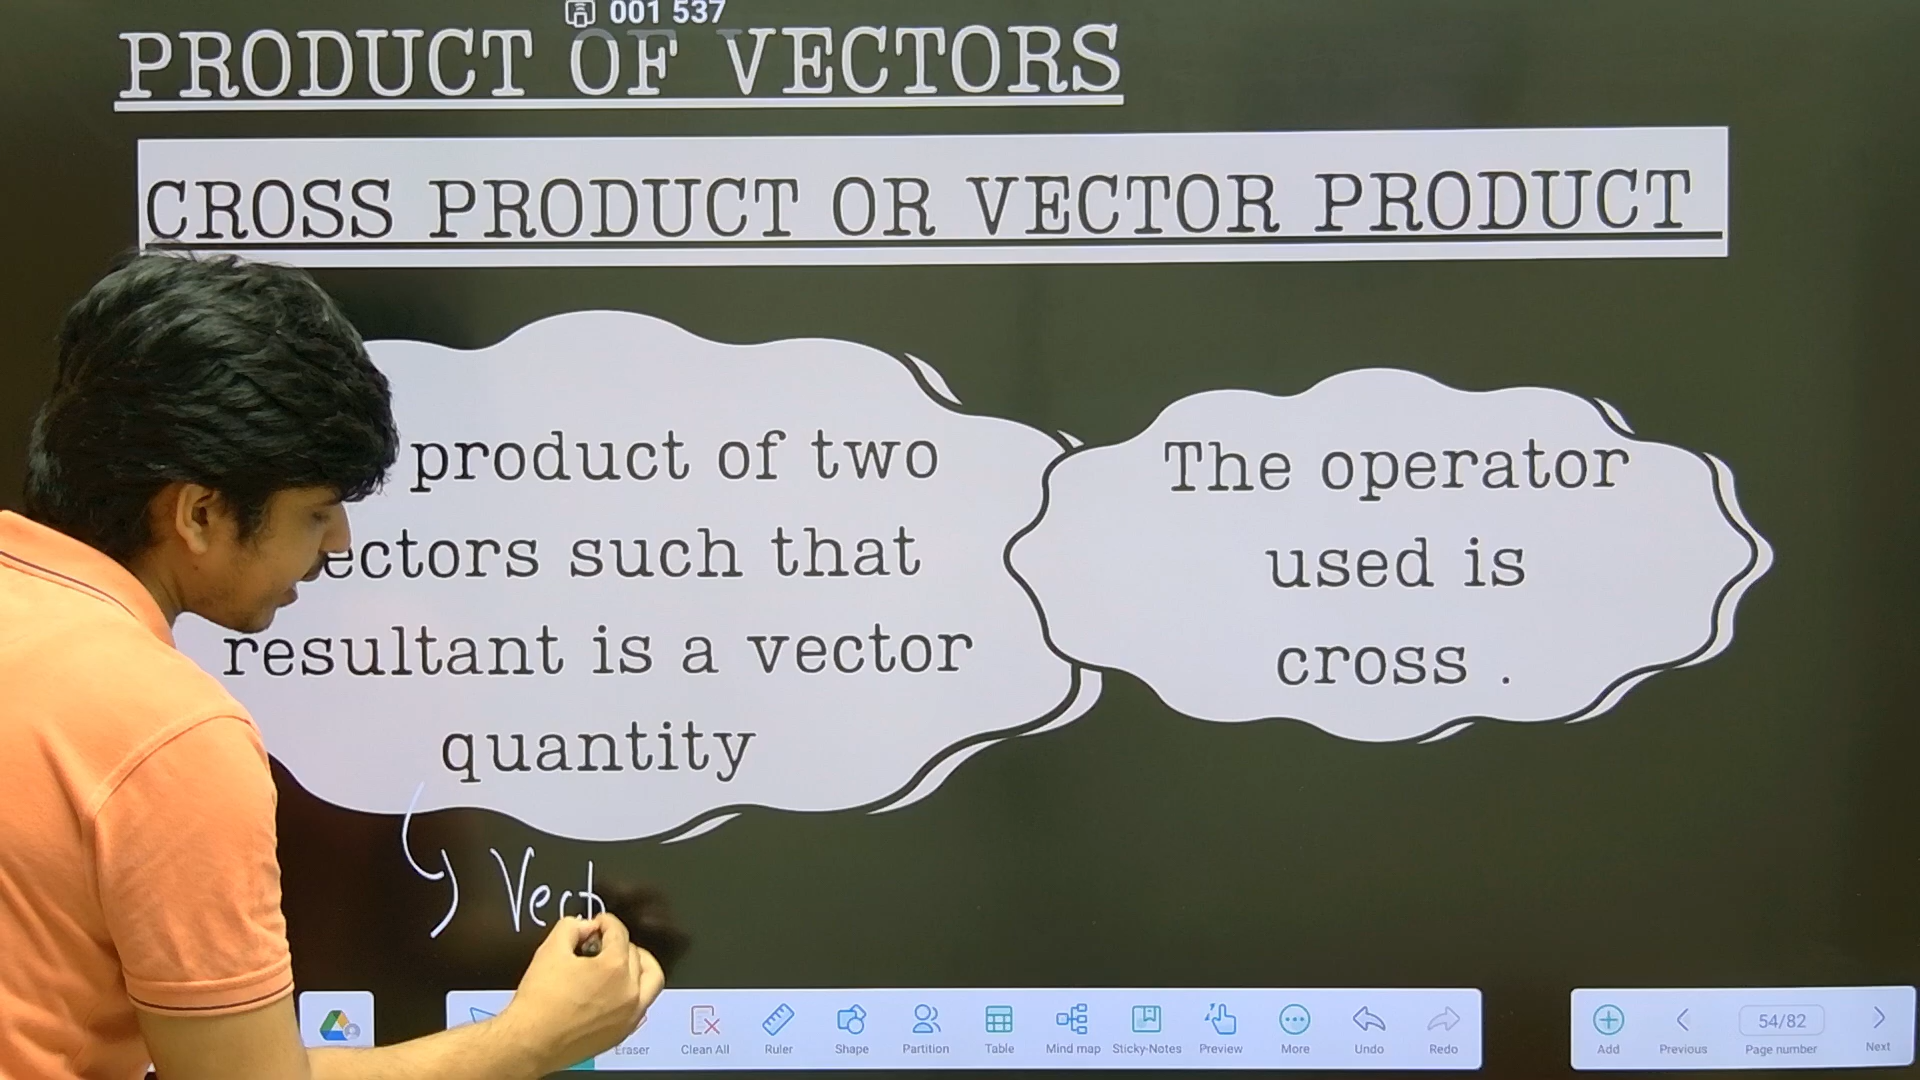 001 537
PRODUCT OF VECTORS
CROSS PRODUCT OR VECTOR PRODUCT
product of two
ectors such that
resultant is a vector
quantity
The operator
used is
cross .
Vect
Eraser
Clean All
Ruler
Shape
Partition
Table
Mind map
Sticky-Notes
Preview
More
Undo
Redo
Add
Previous
54/82
Page number
Next